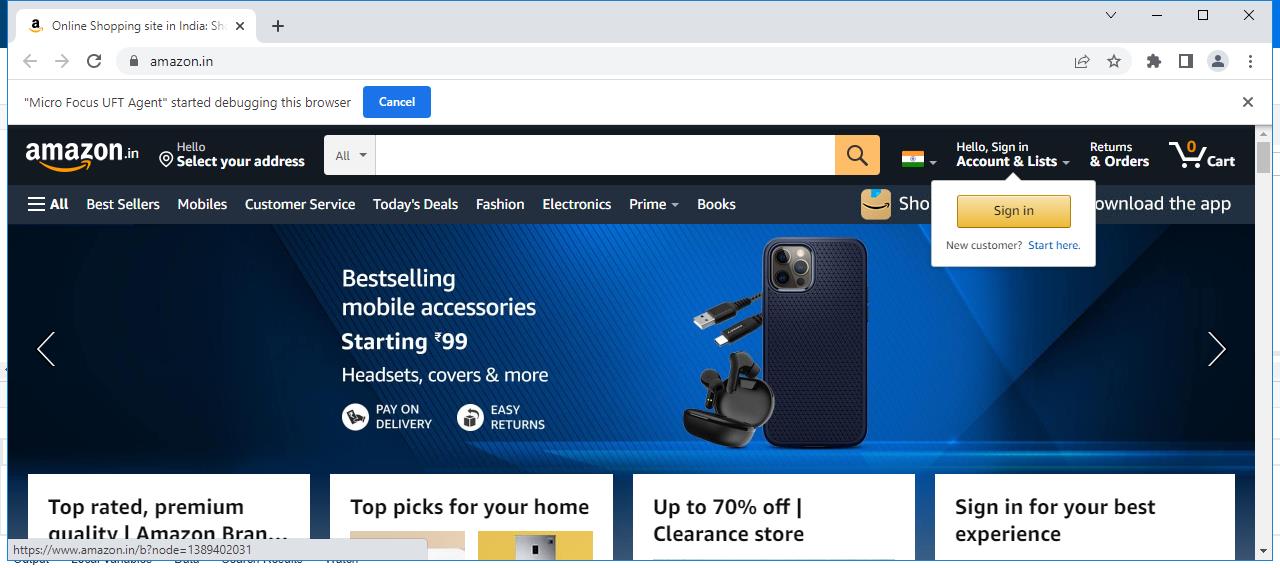 Online Shopping site in India: Sh
amazon.in
"Micro Focus UFT Agent" started debugging this browser
Cancel
amazon.in
Hello
Select your address
All
Hello, Sign in
Account & Lists
Returns
& Orders
0
Cart
All
Best Sellers
Mobiles
Customer Service
Today's Deals
Fashion
Electronics
Prime
Books
Sho
ownload the app
Sign in
New customer? Start here.
Bestselling
mobile accessories
Starting ₹99
Headsets, covers & more
PAY ON
DELIVERY
EASY
RETURNS
Top rated, premium
quality | Amazon Bran...
Top picks for your home
Up to 70% off |
Clearance store
Sign in for your best
experience
https://www.amazon.in/b?node=1389402031